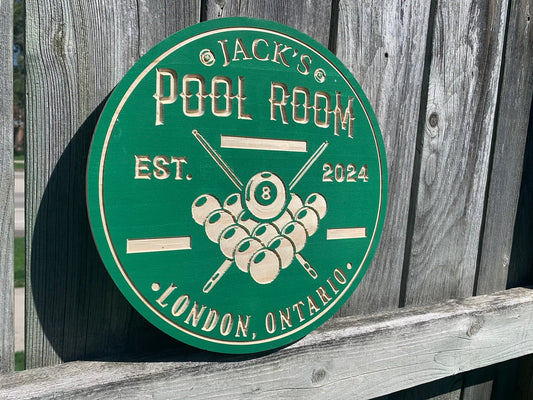 JACK'S
POOL ROOM
EST. 2024
8
LONDON, ONTARIO